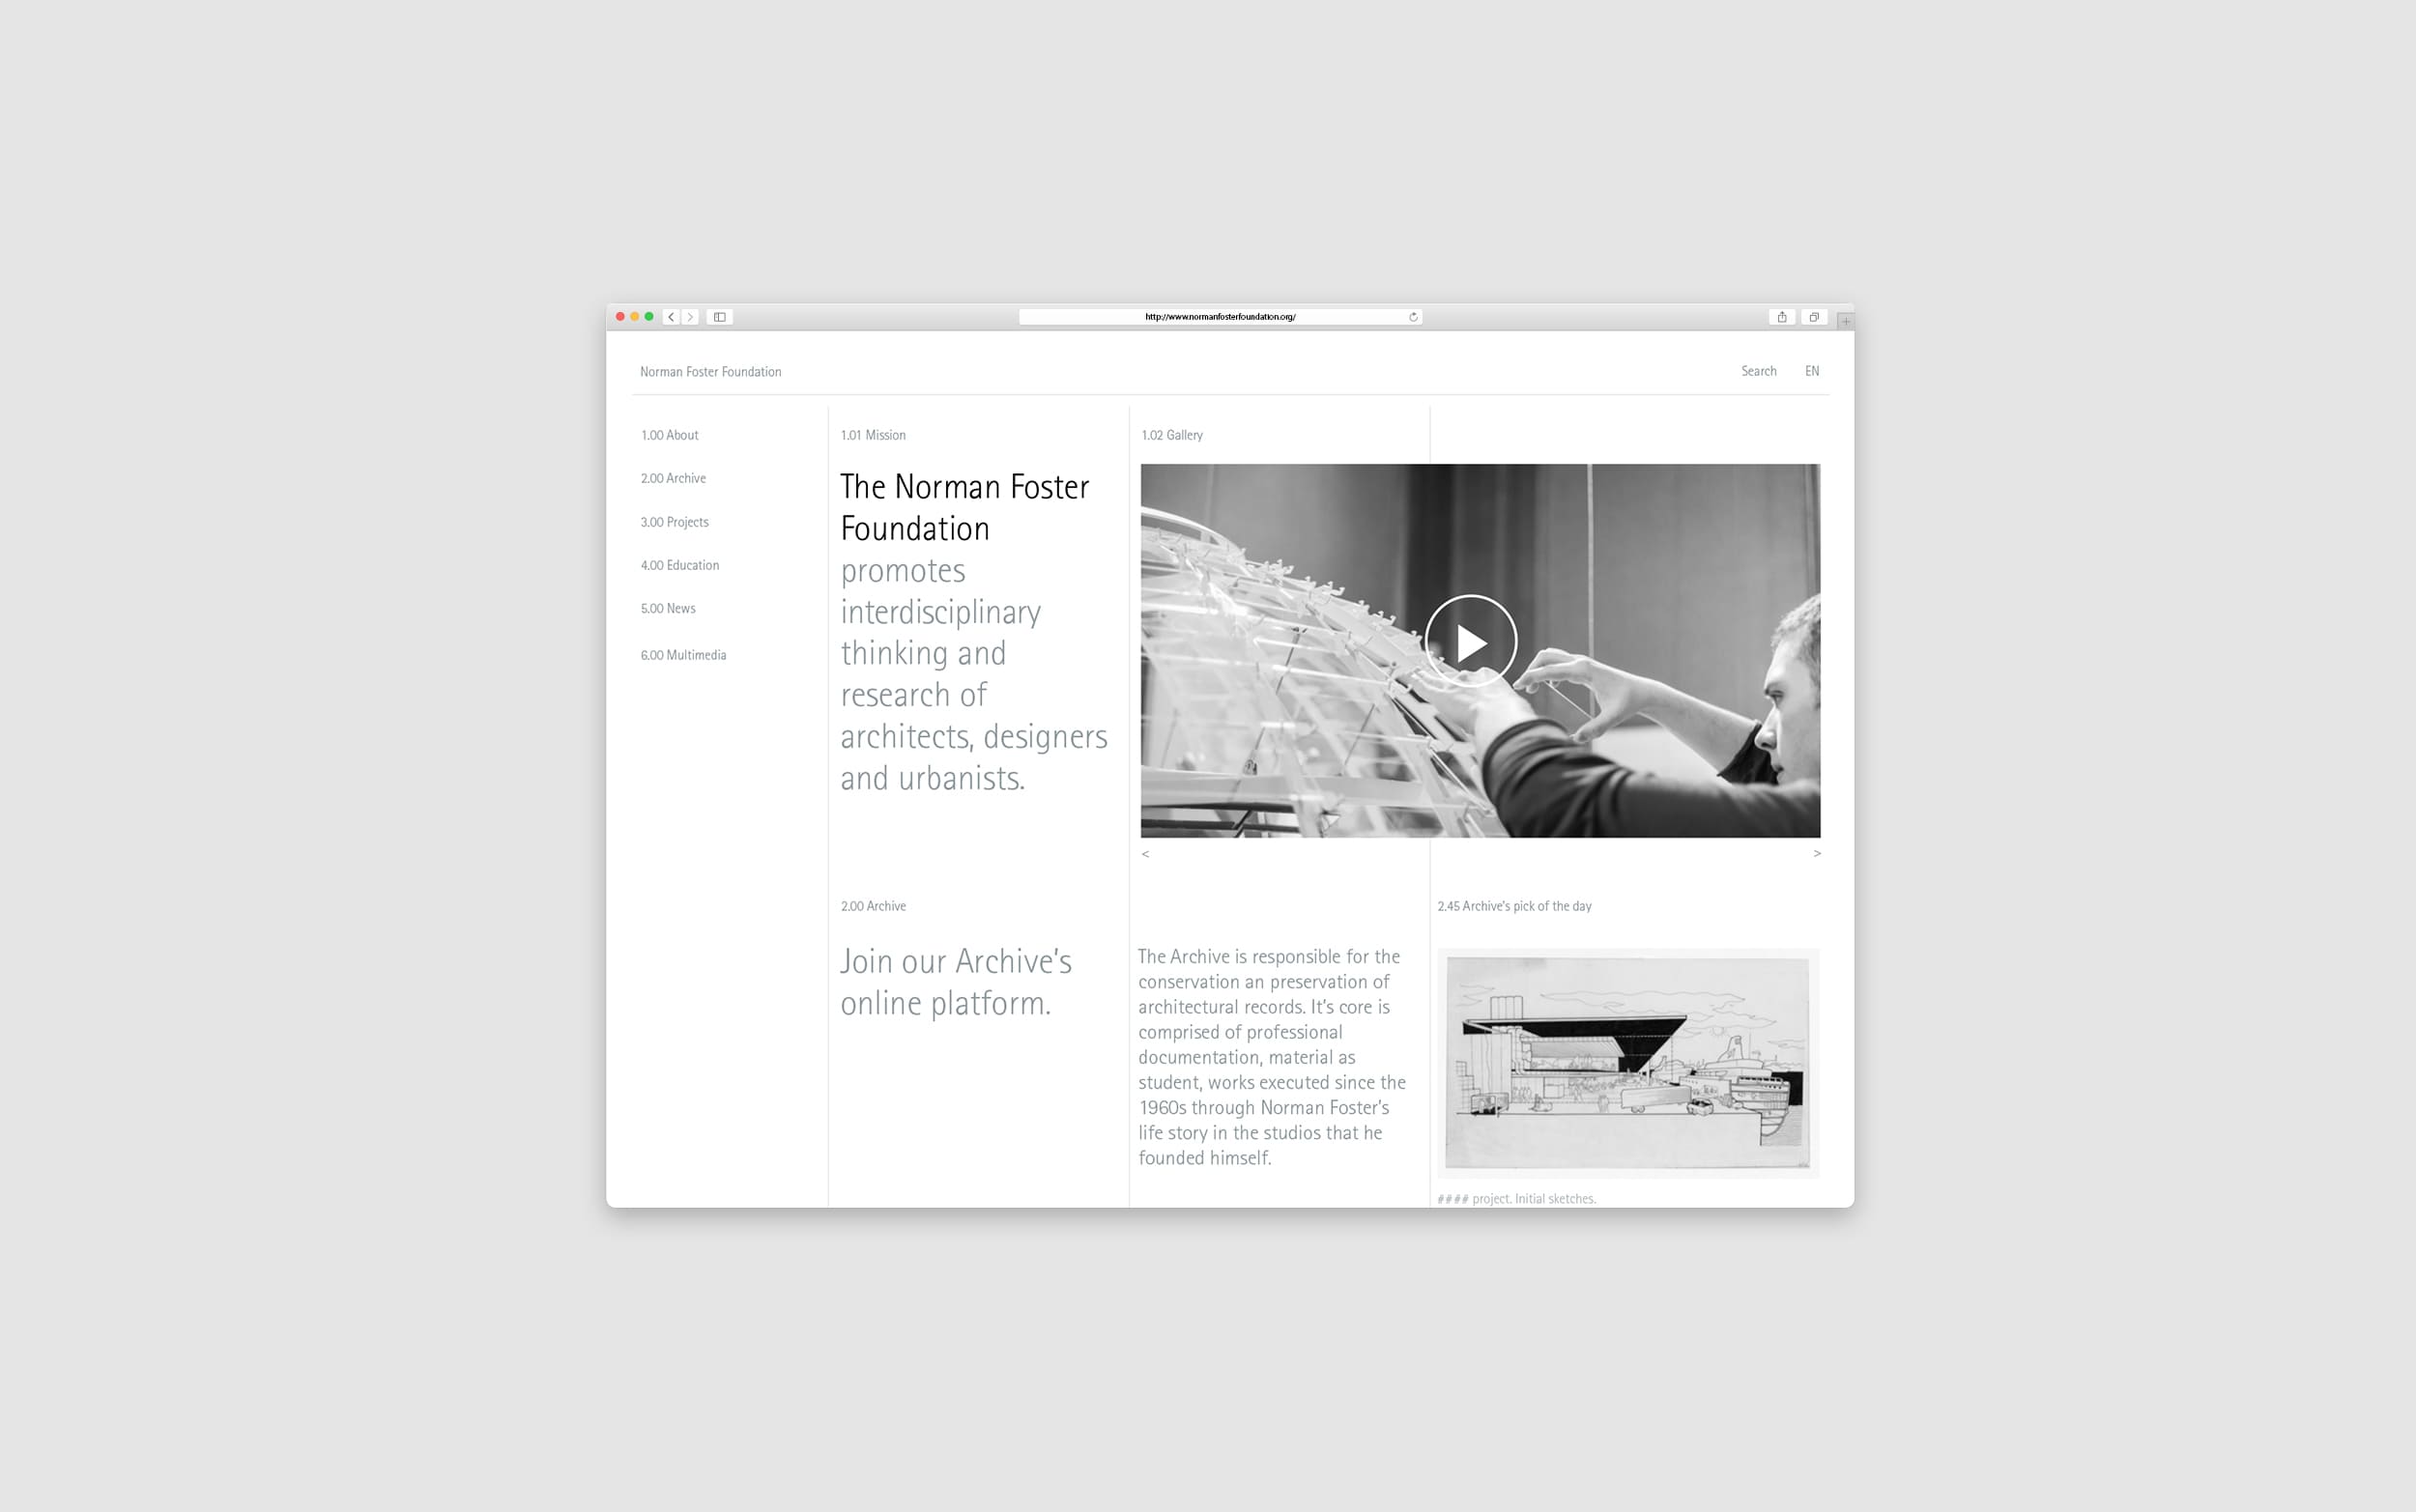 http://www.normanfosterfoundation.org/
Norman Foster Foundation
Search
EN
1.00 About
2.00 Archive
3.00 Projects
4.00 Education
5.00 News
6.00 Multimedia
1.01 Mission
The Norman Foster
Foundation
promotes
interdisciplinary
thinking and
research of
architects, designers
and urbanists.
1.02 Gallery
<
>
2.00 Archive
Join our Archive's
online platform.
The Archive is responsible for the
conservation an preservation of
architectural records. It's core is
comprised of professional
documentation, material as
student, works executed since the
1960s through Norman Foster's
life story in the studios that he
founded himself.
2.45 Archive's pick of the day
#### project. Initial sketches.